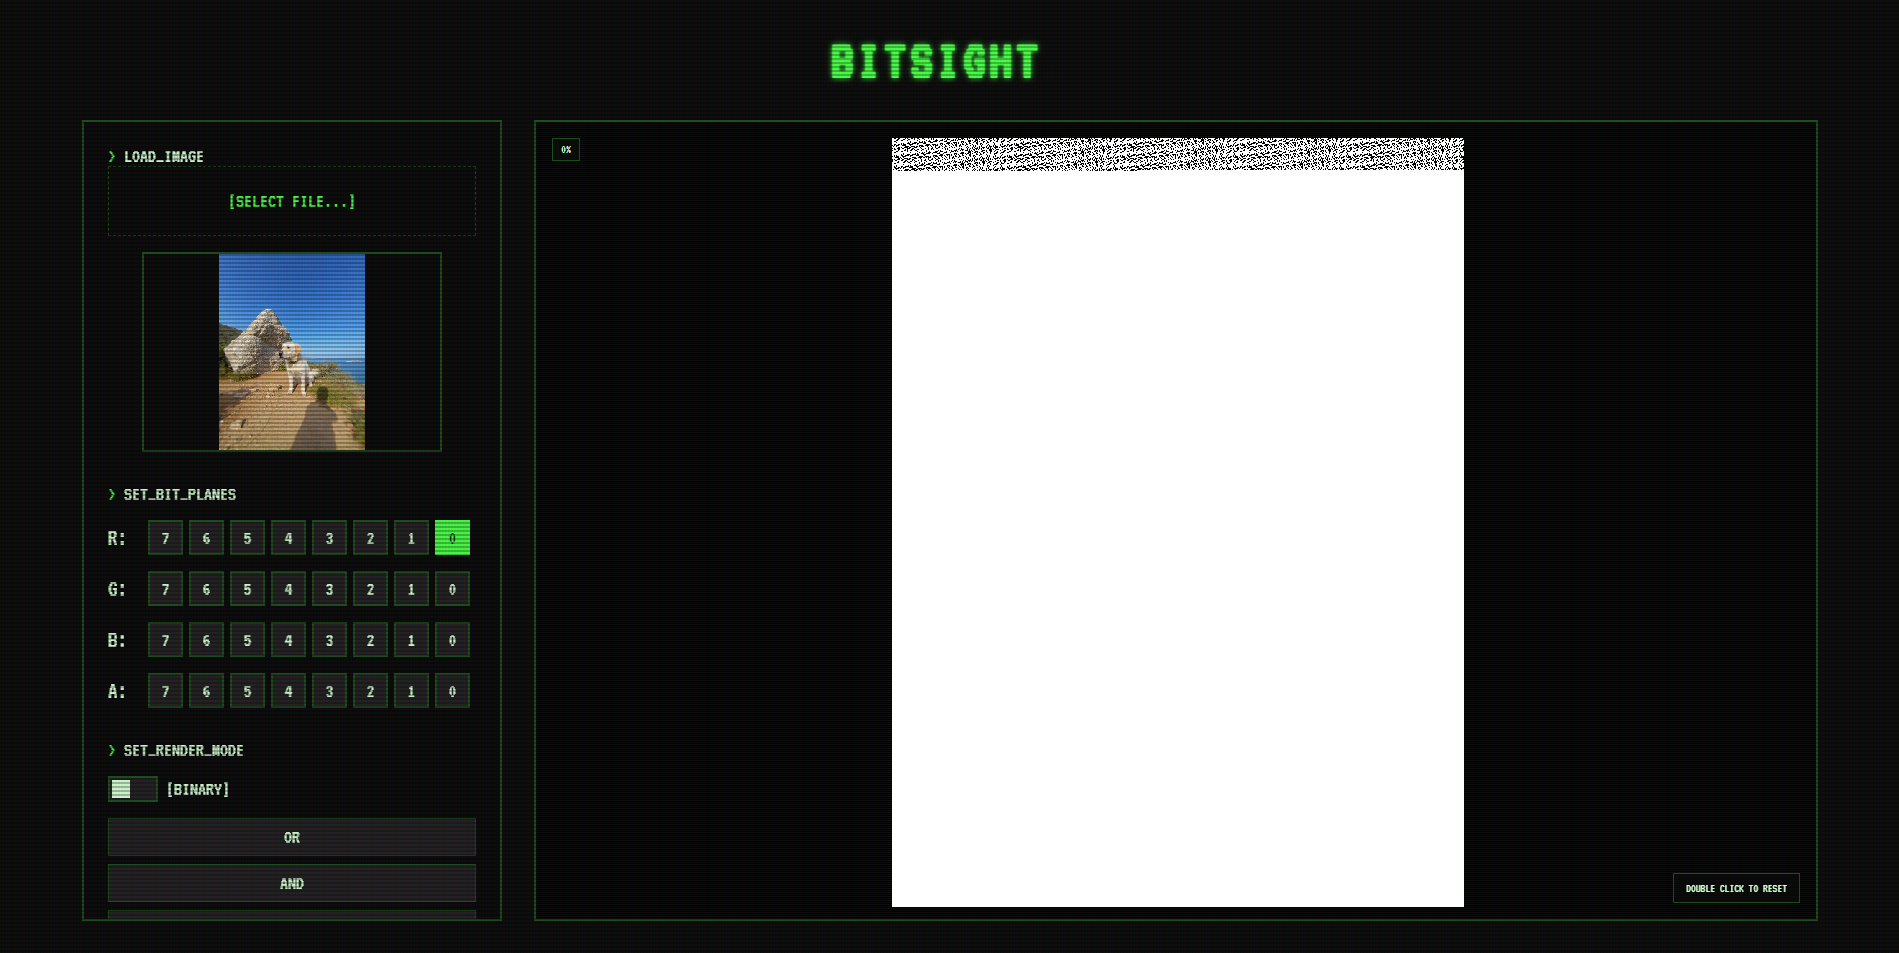 BITSIGHT
❯ LOAD_IMAGE
[SELECT FILE...]
❯ SET_BIT_PLANES
R: 7 6 5 4 3 2 1 0
G: 7 6 5 4 3 2 1 0
B: 7 6 5 4 3 2 1 0
A: 7 6 5 4 3 2 1 0
❯ SET_RENDER_MODE
[BINARY]
OR
AND
0%
DOUBLE CLICK TO RESET